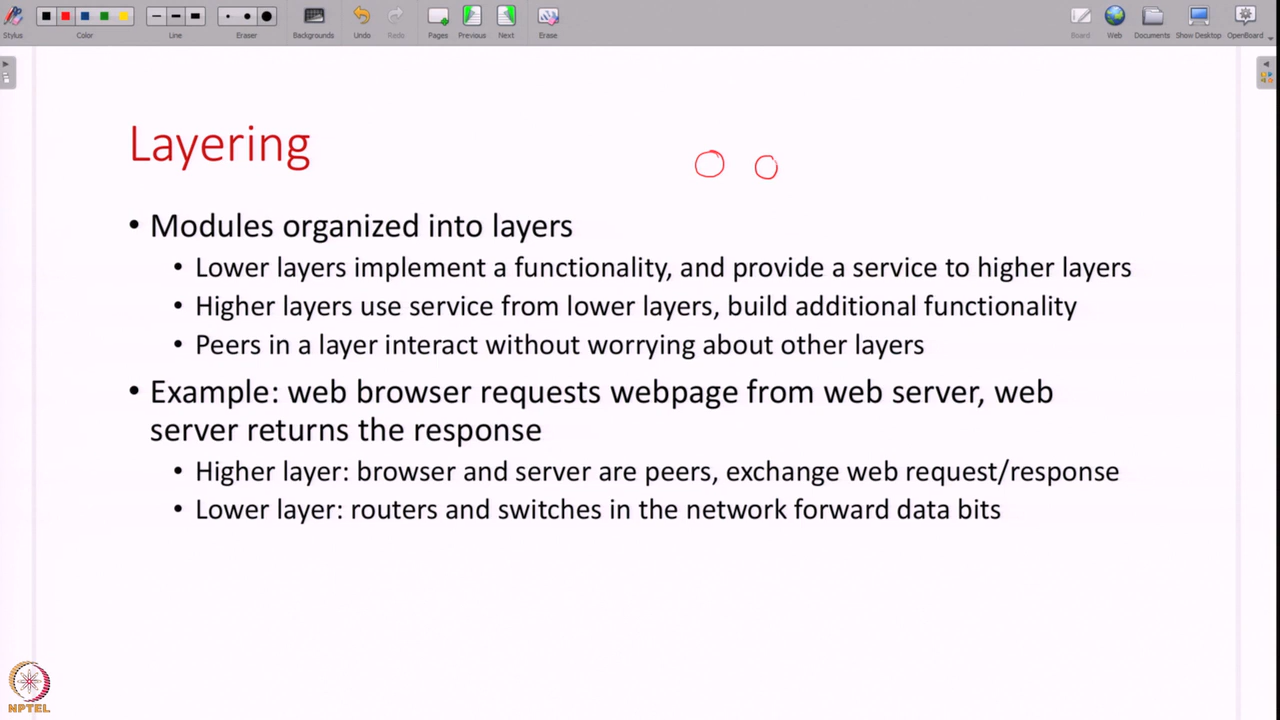 Stylus
Color
Line
Eraser
Backgrounds
Undo
Redo
Pages
Previous
Next
Erase
Board
Web
Documents
Show Desktop
OpenBoard
Layering
• Modules organized into layers
• Lower layers implement a functionality, and provide a service to higher layers
• Higher layers use service from lower layers, build additional functionality
• Peers in a layer interact without worrying about other layers
• Example: web browser requests webpage from web server, web
server returns the response
• Higher layer: browser and server are peers, exchange web request/response
• Lower layer: routers and switches in the network forward data bits
NPTEL